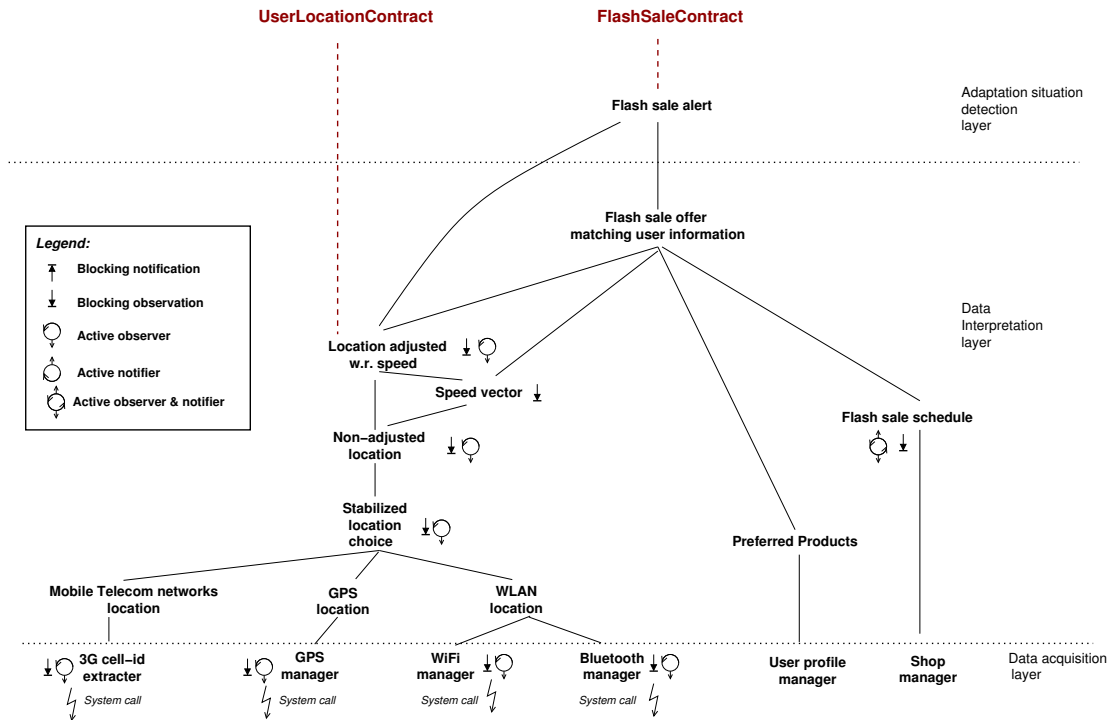 UserLocationContract
FlashSaleContract
Flash sale alert
Adaptation situation
detection
layer
Flash sale offer
matching user information
Legend:
Blocking notification
Blocking observation
Active observer
Active notifier
Active observer & notifier
Data
Interpretation
layer
Location adjusted
w.r. speed
Speed vector
Flash sale schedule
Non−adjusted
location
Stabilized
location
choice
Preferred Products
Mobile Telecom networks
location
GPS
location
WLAN
location
3G cell−id
extracter
System call
GPS
manager
System call
WiFi
manager
System call
Bluetooth
manager
System call
User profile
manager
Shop
manager
Data acquisition
layer